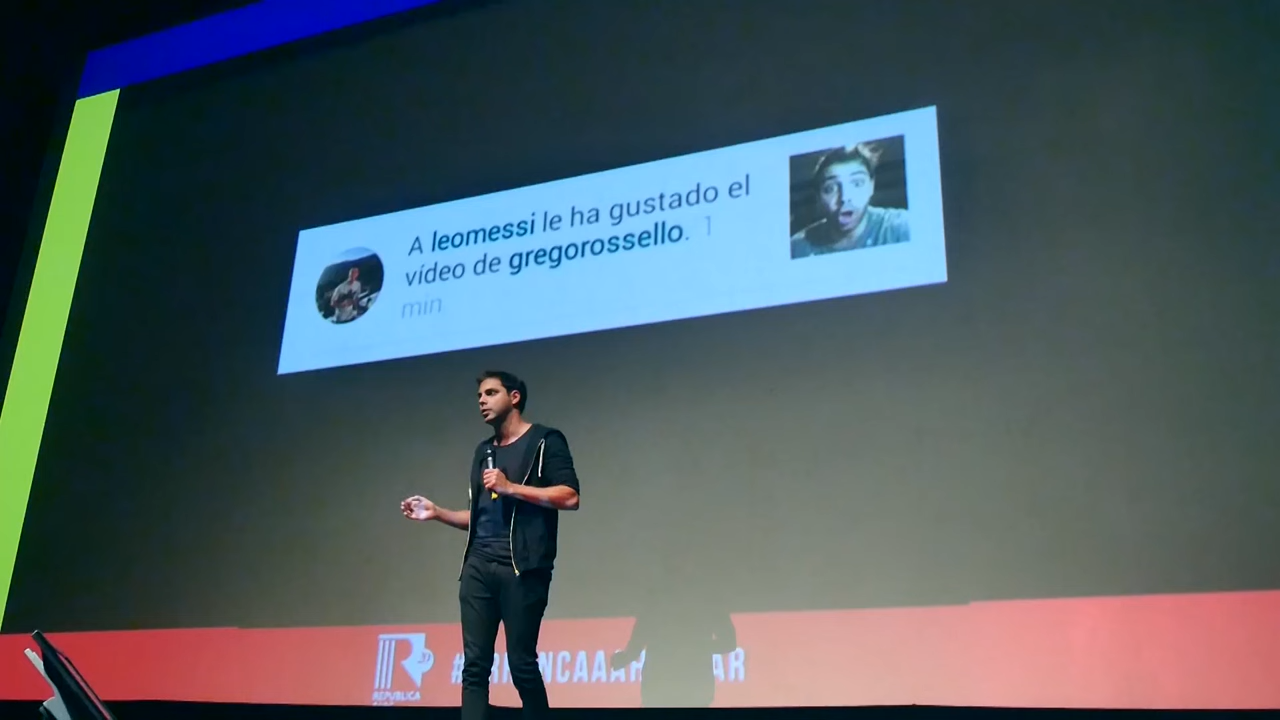 A leomessi le ha gustado el
vídeo de gregorossello. 1
min
REPUBLICA